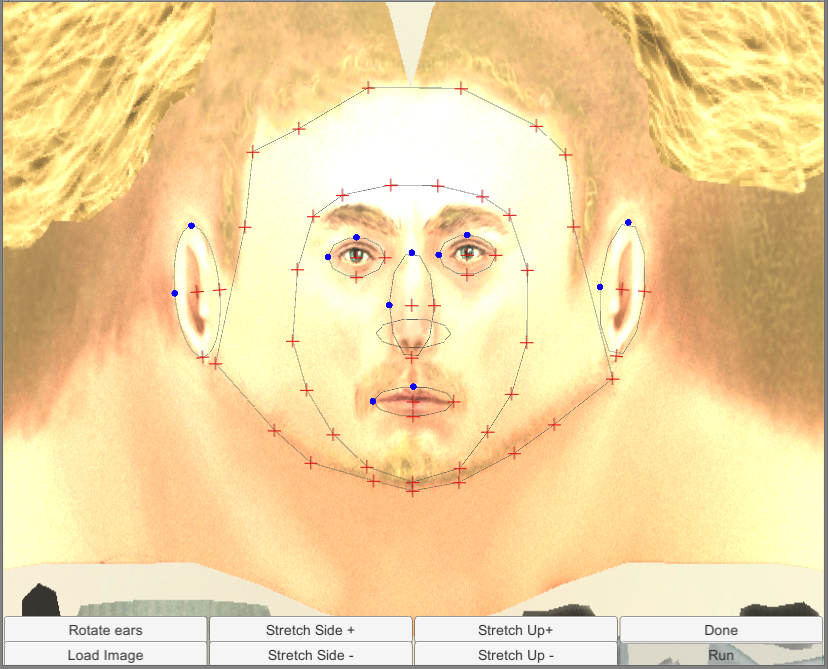 Rotate ears
Stretch Side +
Stretch Up+
Done
Load Image
Stretch Side -
Stretch Up -
Run